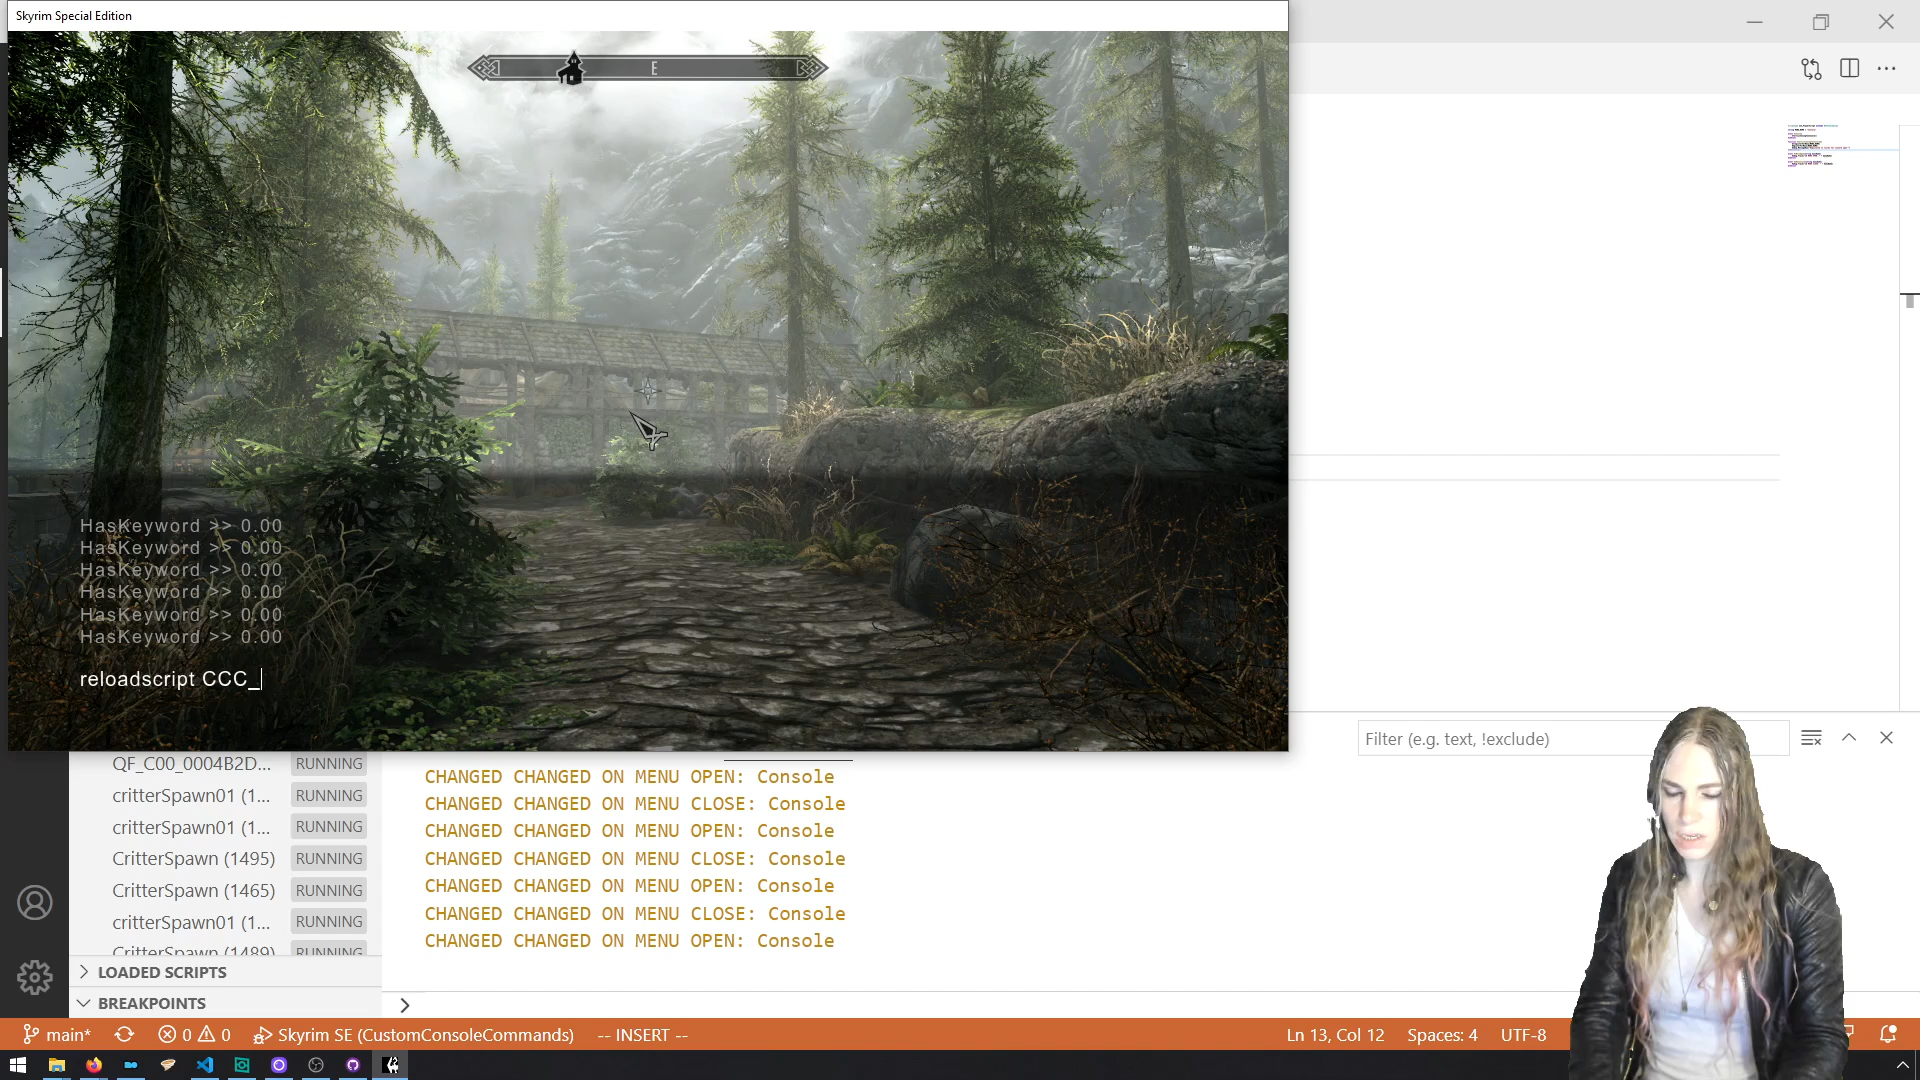 Skyrim Special Edition
E
HasKeyword >> 0.00
HasKeyword >> 0.00
HasKeyword >> 0.00
HasKeyword >> 0.00
HasKeyword >> 0.00
HasKeyword >> 0.00
reloadscript CCC_
Filter (e.g. text, !exclude)
QF_C00_0004B2D... RUNNING
critterSpawn01 (1... RUNNING
critterSpawn01 (1... RUNNING
CritterSpawn (1495) RUNNING
CritterSpawn (1465) RUNNING
critterSpawn01 (1... RUNNING
CritterSpawn (1489) RUNNING
LOADED SCRIPTS
BREAKPOINTS
CHANGED CHANGED ON MENU OPEN: Console
CHANGED CHANGED ON MENU CLOSE: Console
CHANGED CHANGED ON MENU OPEN: Console
CHANGED CHANGED ON MENU CLOSE: Console
CHANGED CHANGED ON MENU OPEN: Console
CHANGED CHANGED ON MENU CLOSE: Console
CHANGED CHANGED ON MENU OPEN: Console
main* 0 0 Skyrim SE (CustomConsoleCommands) -- INSERT -- Ln 13, Col 12 Spaces: 4 UTF-8